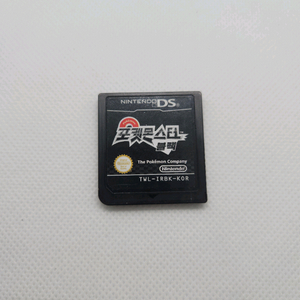 NINTENDO DS
포켓몬스터
블랙
The Pokémon Company
Nintendo
TWL-IRBK-KOR